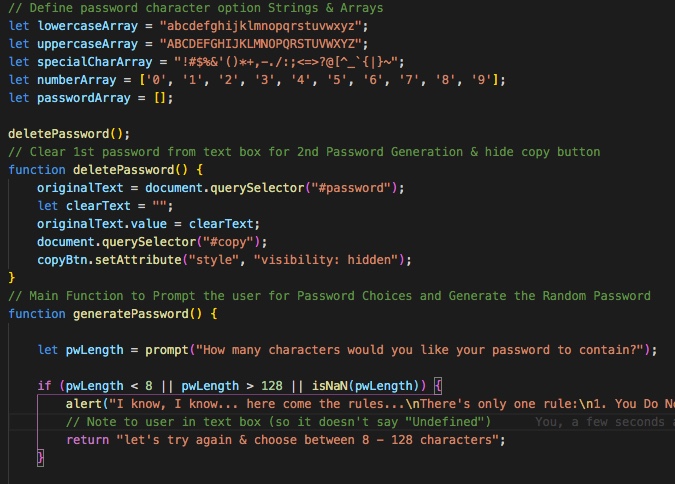 // Define password character option Strings & Arrays
let lowercaseArray = "abcdefghijklmnopqrstuvwxyz";
let uppercaseArray = "ABCDEFGHIJKLMNOPQRSTUVWXYZ";
let specialCharArray = "!#$%&'()*+,-./:;<=>?@[^_`{|}~";
let numberArray = ['0', '1', '2', '3', '4', '5', '6', '7', '8', '9'];
let passwordArray = [];
deletePassword();
// Clear 1st password from text box for 2nd Password Generation & hide copy button
function deletePassword() {
originalText = document.querySelector("#password");
let clearText = "";
originalText.value = clearText;
document.querySelector("#copy");
copyBtn.setAttribute("style", "visibility: hidden");
}
// Main Function to Prompt the user for Password Choices and Generate the Random Password
function generatePassword() {
let pwLength = prompt("How many characters would you like your password to contain?");
if (pwLength < 8 || pwLength > 128 || isNaN(pwLength)) {
alert("I know, I know... here come the rules...\nThere's only one rule:\n1. You Do No
// Note to user in text box (so it doesn't say "Undefined") You, a few seconds a
return "let's try again & choose between 8 - 128 characters";
}